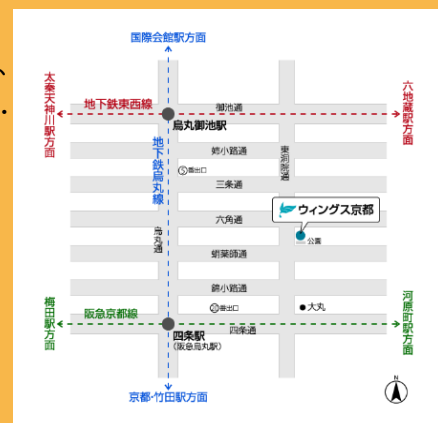 国際会館駅方面
太秦天神川駅方面
地下鉄東西線
御池通
六地蔵駅方面
烏丸御池駅
地下鉄烏丸線
姉小路通
東洞院通
⑤番出口
三条通
ウィングス京都
六角通
公園
烏丸通
蛸薬師通
錦小路通
⑳番出口
大丸
梅田駅方面
阪急京都線
四条通
河原町駅方面
四条駅
(阪急烏丸駅)
京都・竹田駅方面
N